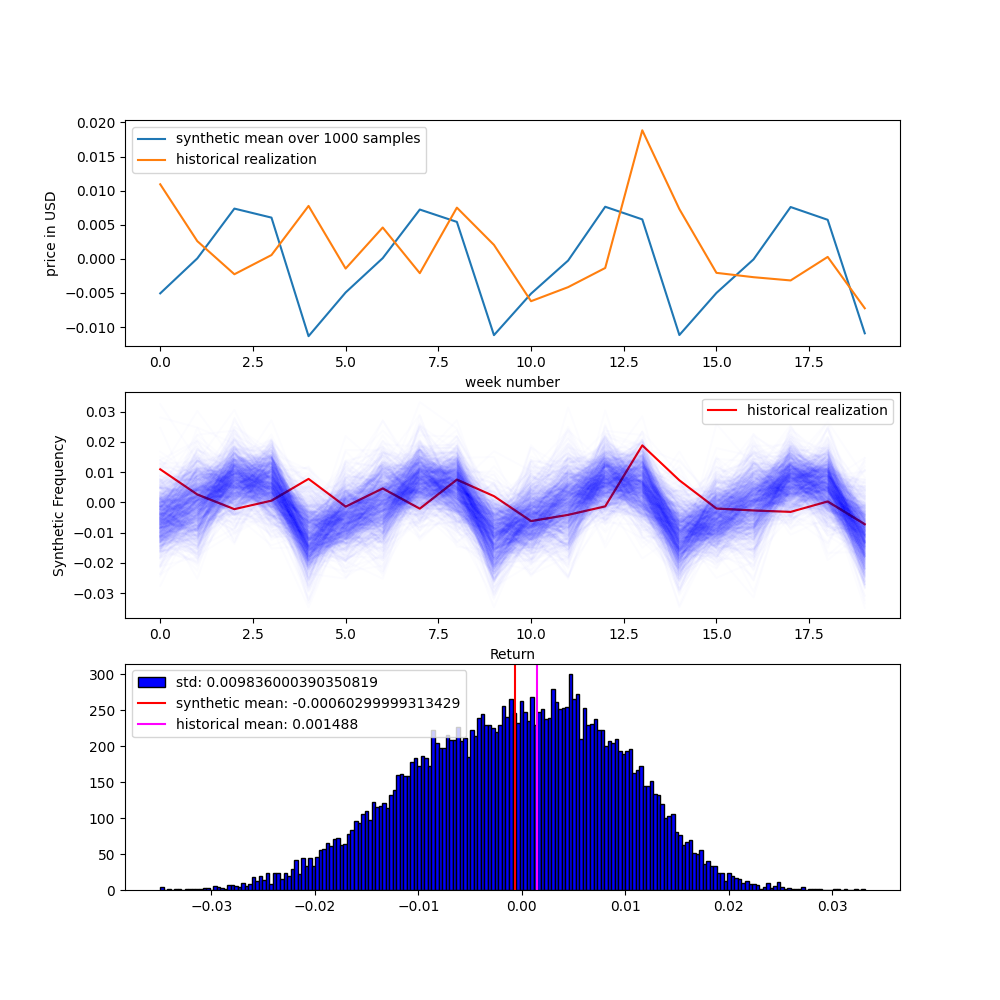 0.020
0.015
0.010
0.005
0.000
−0.005
−0.010
price in USD
synthetic mean over 1000 samples
historical realization
0.0 2.5 5.0 7.5 10.0 12.5 15.0 17.5
week number
0.03
0.02
0.01
0.00
−0.01
−0.02
−0.03
Synthetic Frequency
historical realization
0.0 2.5 5.0 7.5 10.0 12.5 15.0 17.5
Return
300
250
200
150
100
50
0
std: 0.009836000390350819
synthetic mean: -0.00060299999313429
historical mean: 0.001488
−0.03 −0.02 −0.01 0.00 0.01 0.02 0.03